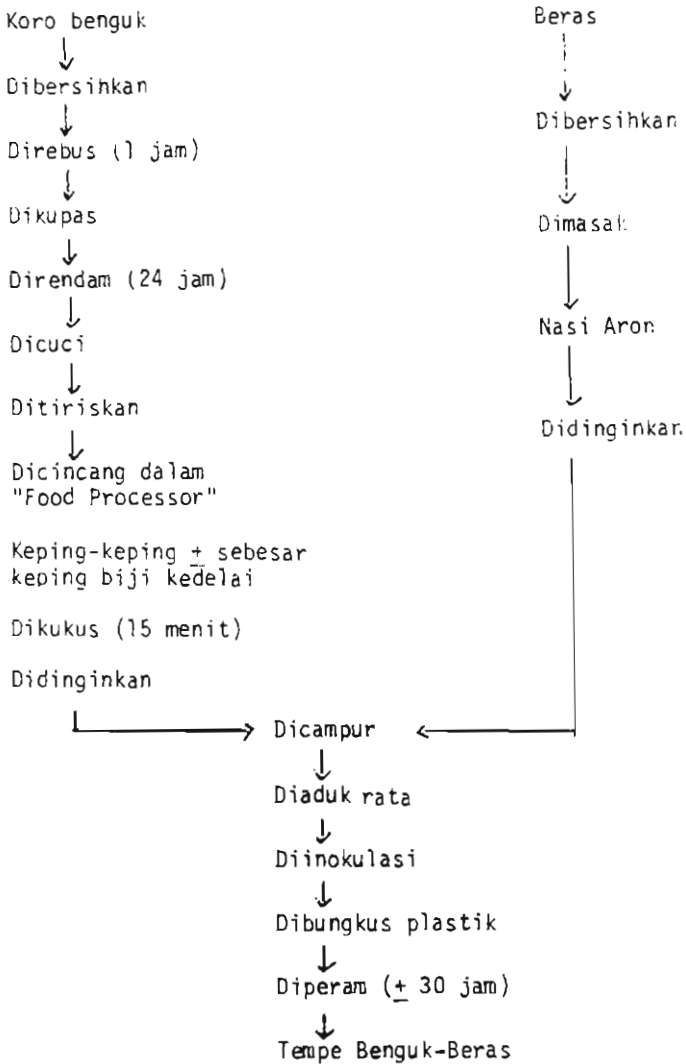 Koro benguk
Dibersihkan
Direbus (1 jam)
Dikupas
Direndam (24 jam)
Dicuci
Ditiriskan
Dicincang dalam
"Food Processor"
Keping-keping ± sebesar
keping biji kedelai
Dikukus (15 menit)
Didinginkan
Beras
Dibersihkan
Dimasak
Nasi Aron
Didinginkan
Dicampur
Diaduk rata
Diinokulasi
Dibungkus plastik
Diperam (± 30 jam)
Tempe Benguk-Beras